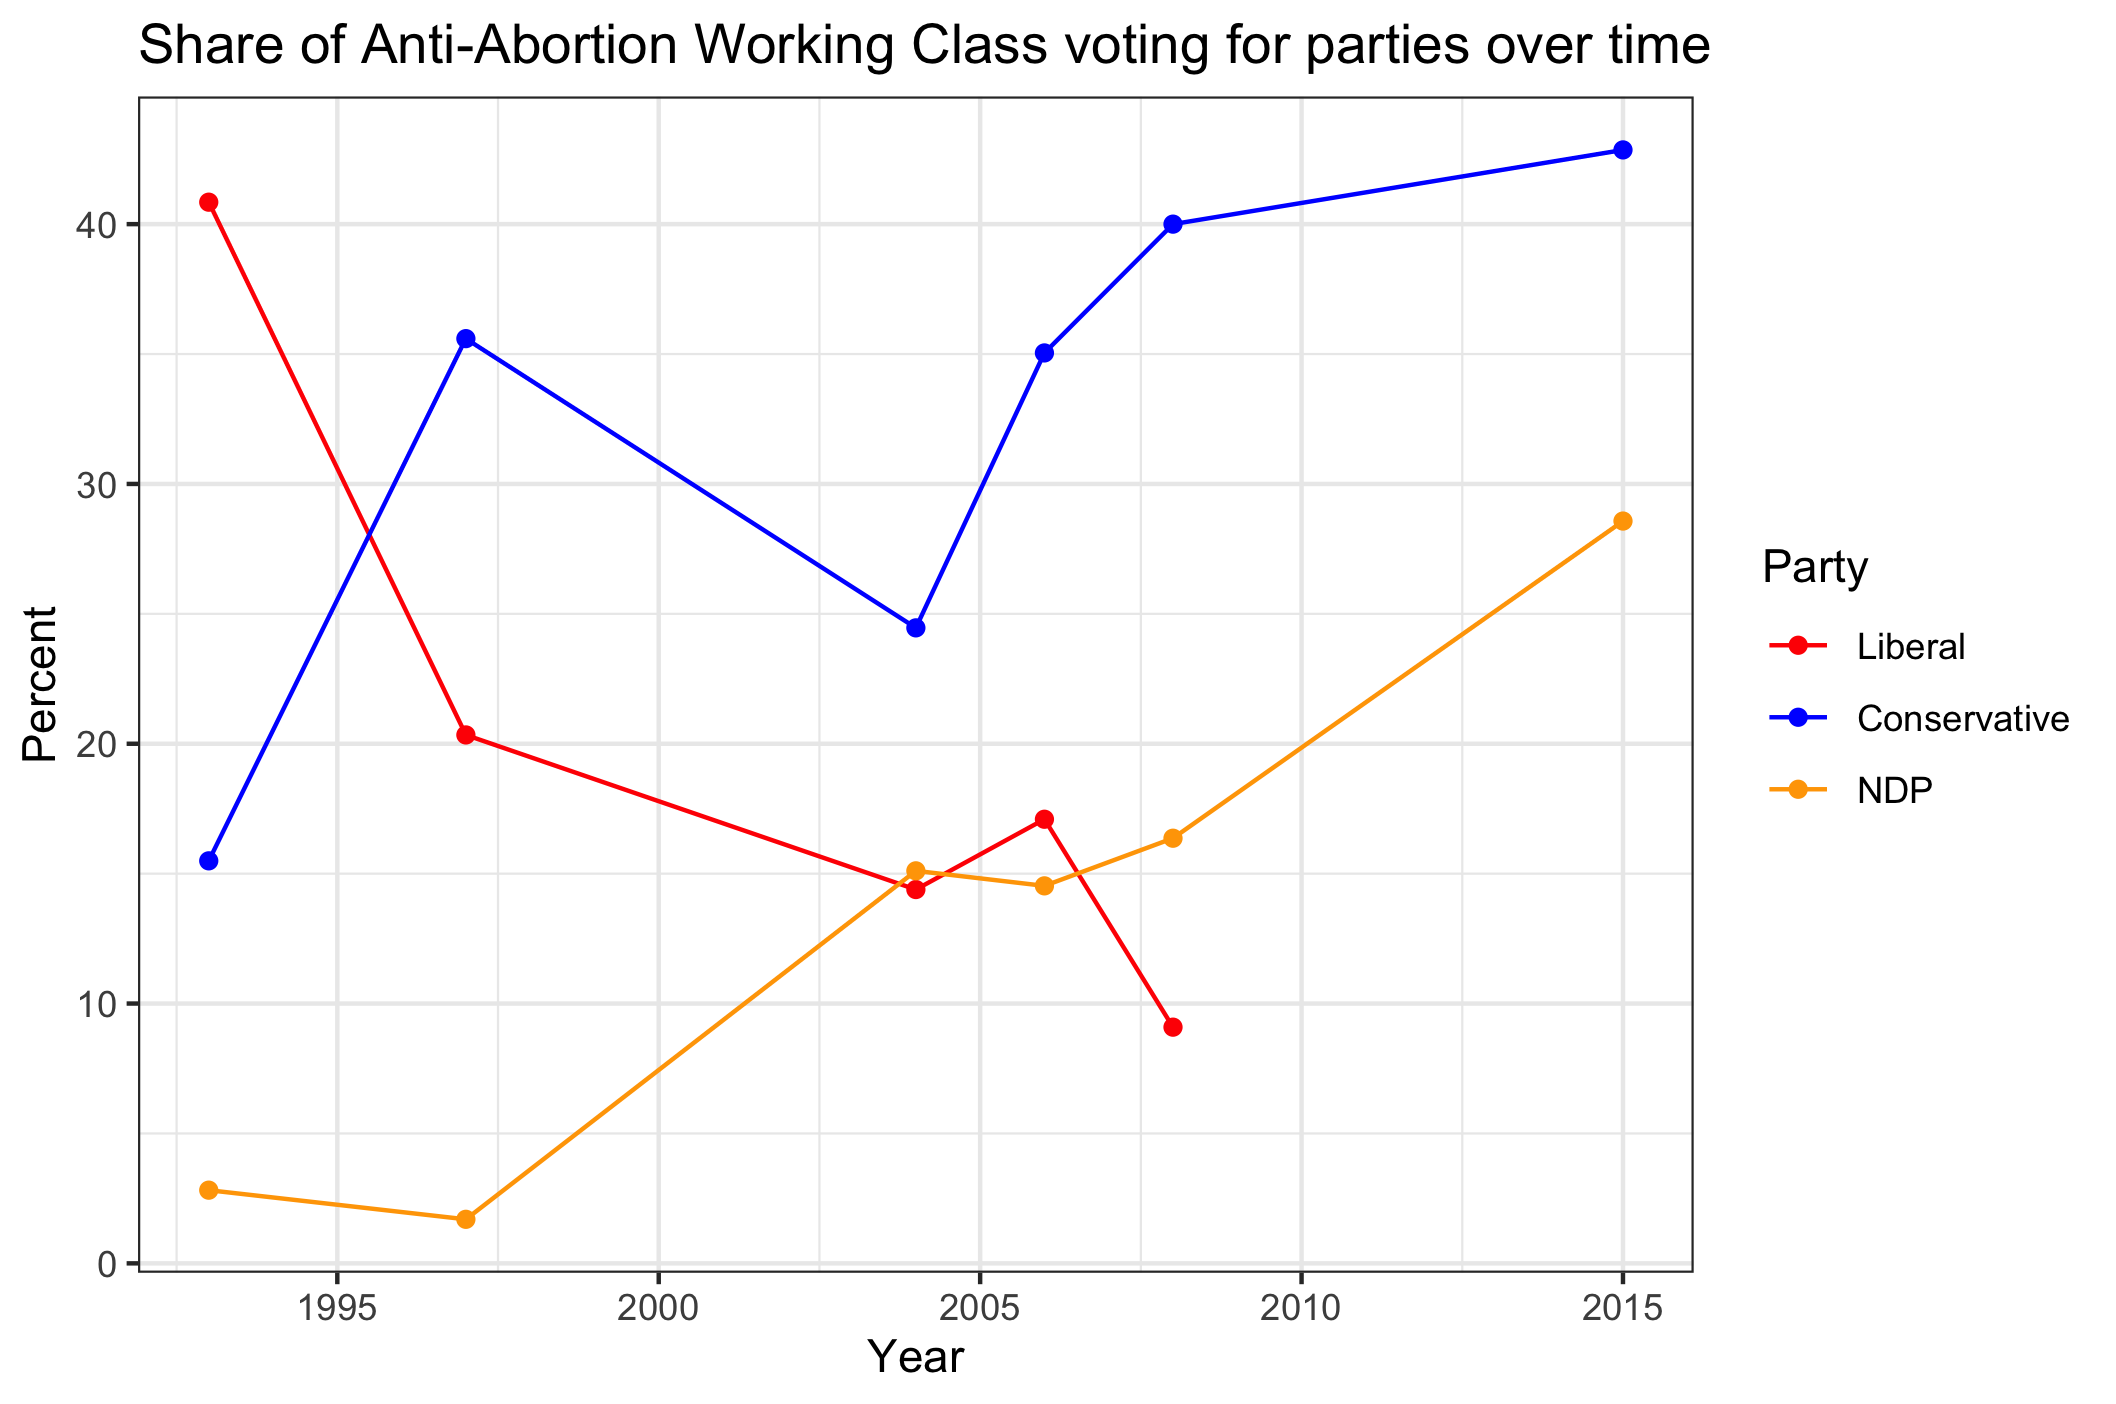 Share of Anti-Abortion Working Class voting for parties over time
Percent
40
30
20
10
0
1995 2000 2005 2010 2015
Year
Party
Liberal
Conservative
NDP